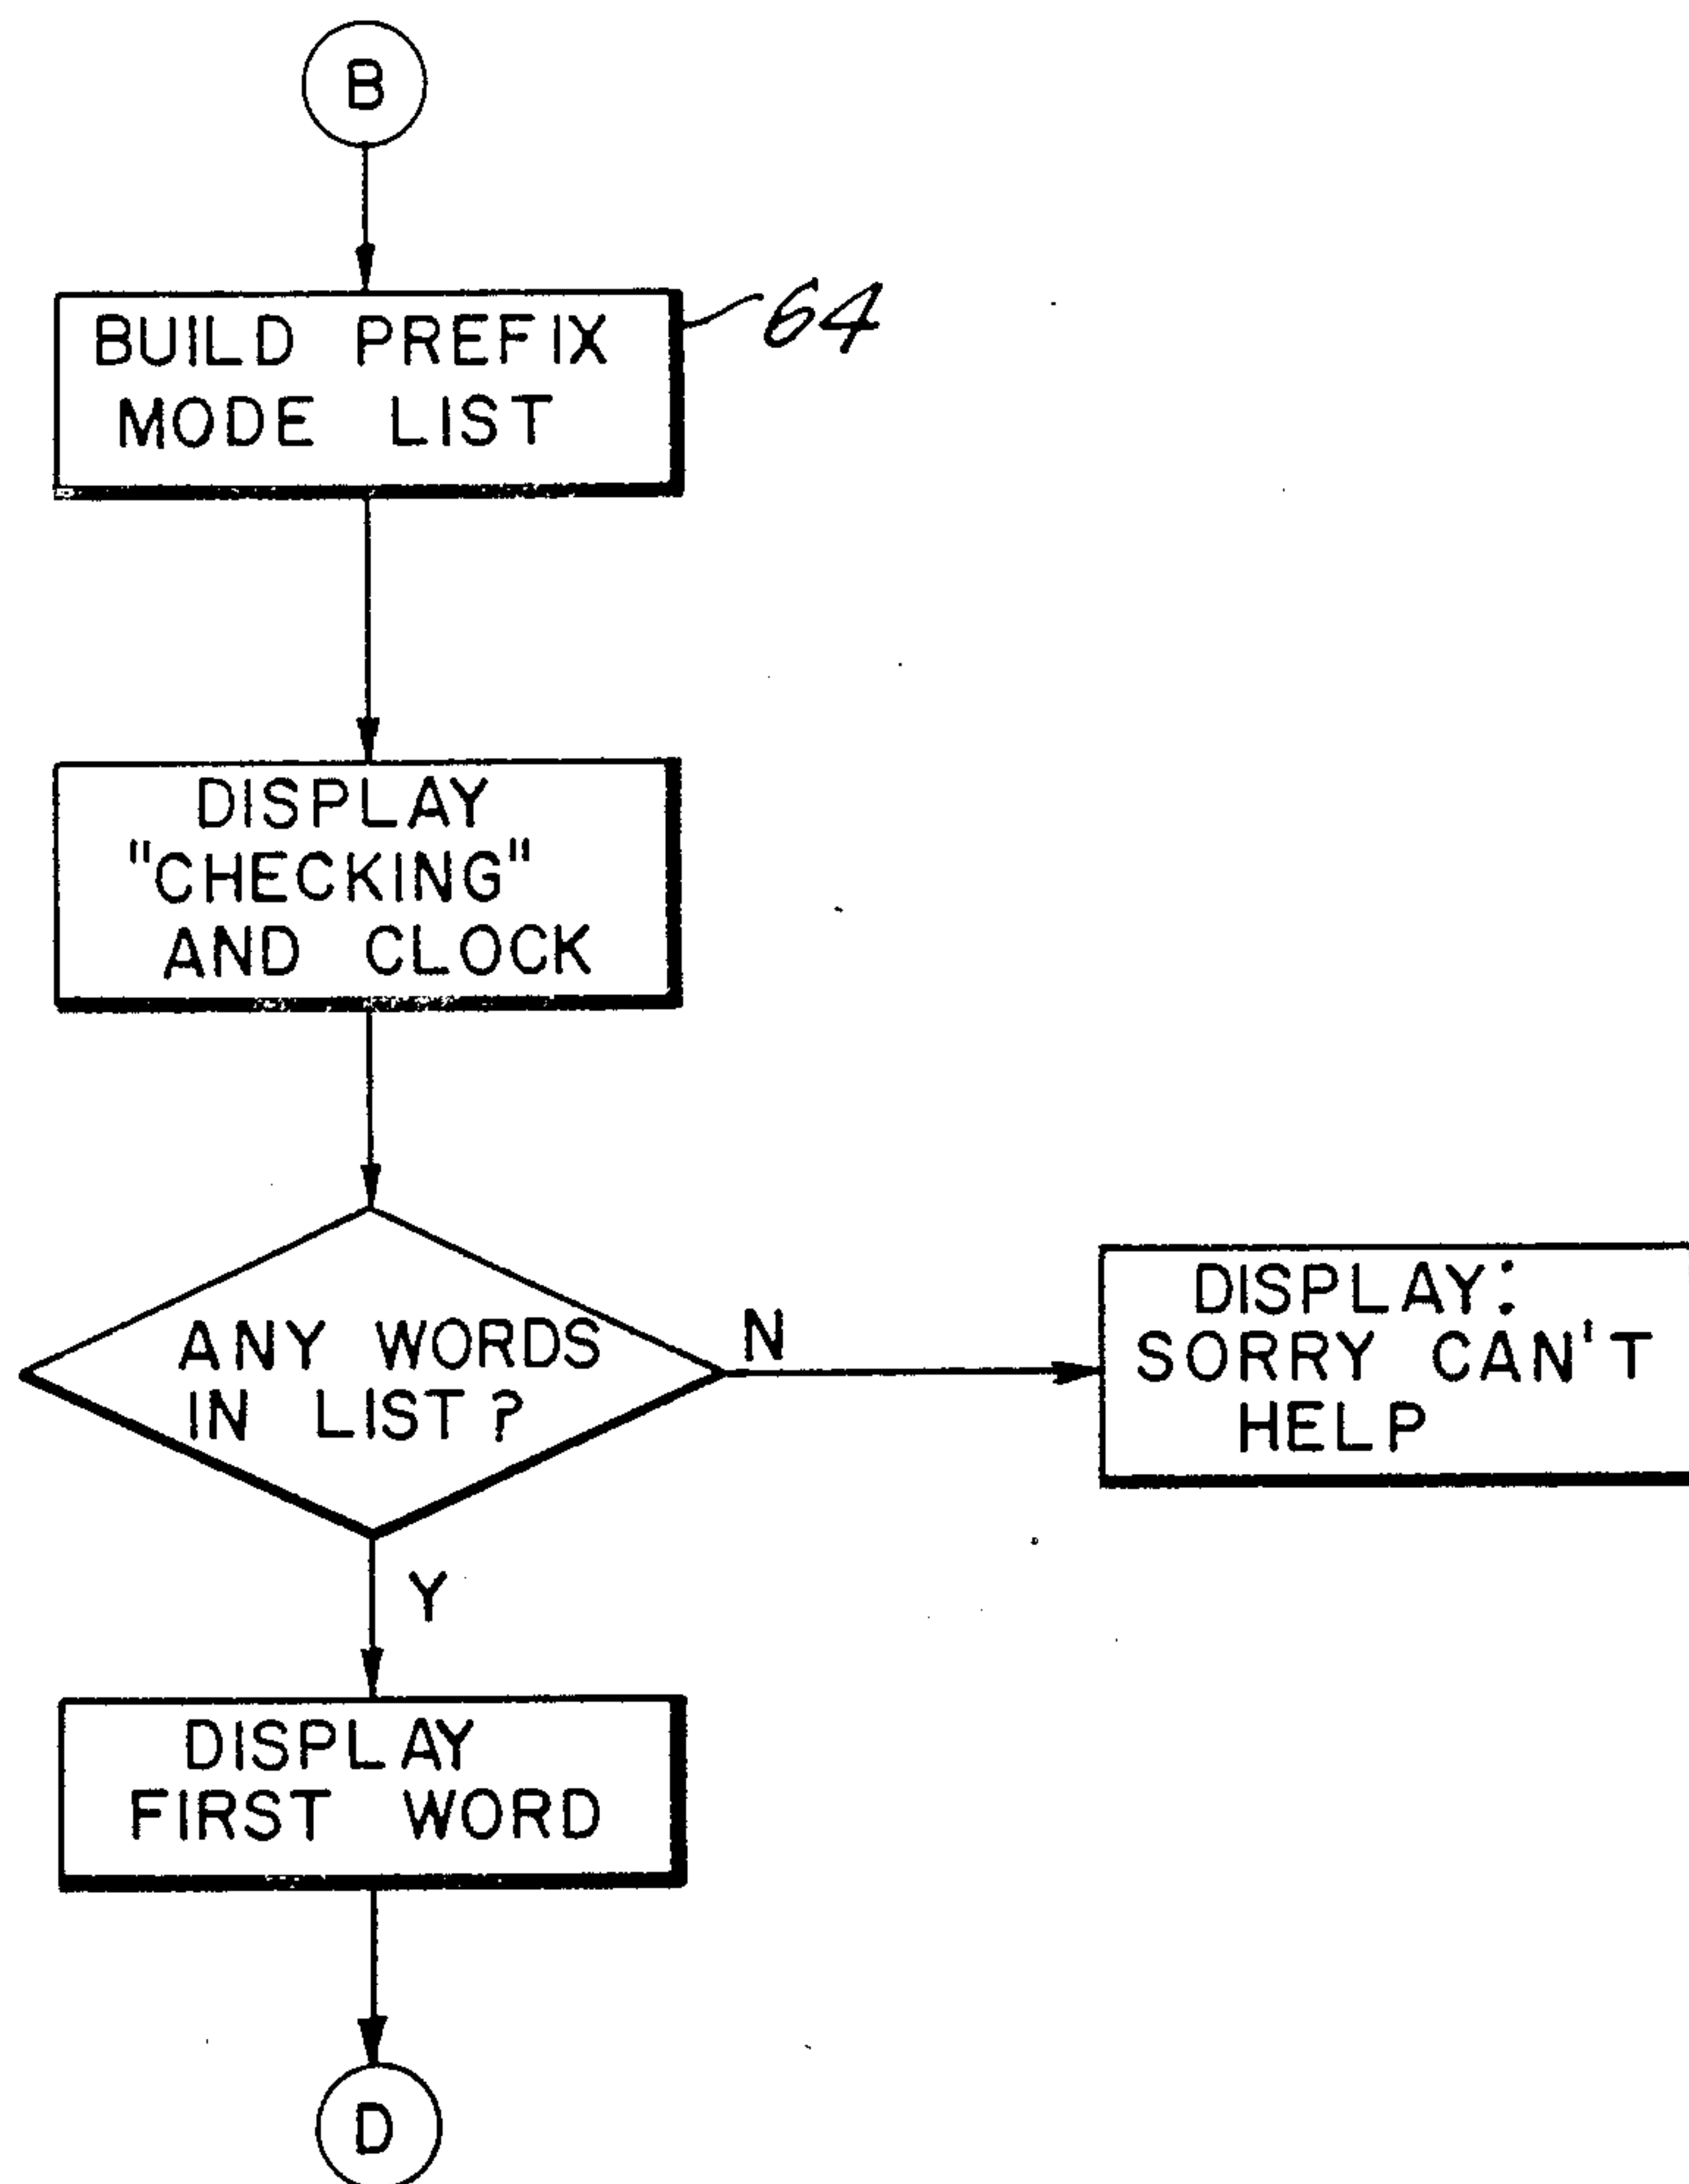 B
BUILD PREFIX
MODE LIST
64
DISPLAY
"CHECKING"
AND CLOCK
ANY WORDS
IN LIST?
N
DISPLAY:
SORRY CAN'T
HELP
Y
DISPLAY
FIRST WORD
D